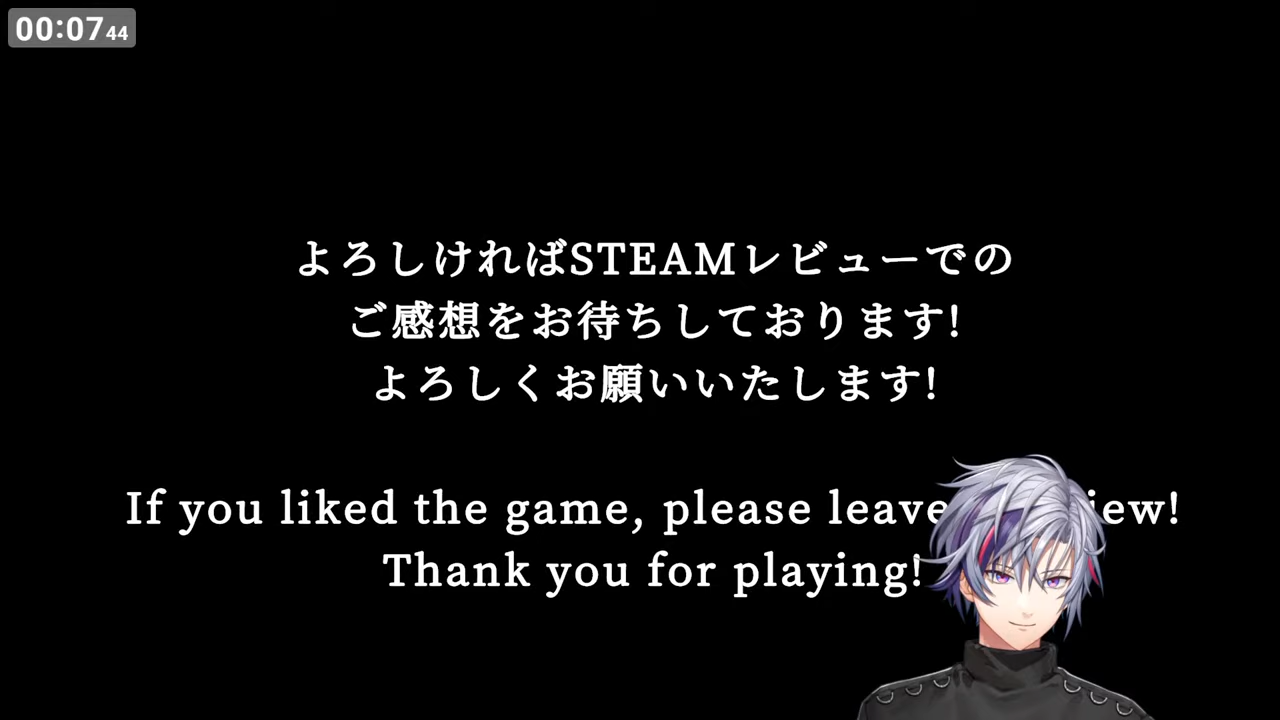 00:07 44
よろしければSTEAMレビューでの
ご感想をお待ちしております!
よろしくお願いいたします!
If you liked the game, please leave iew!
Thank you for playing!